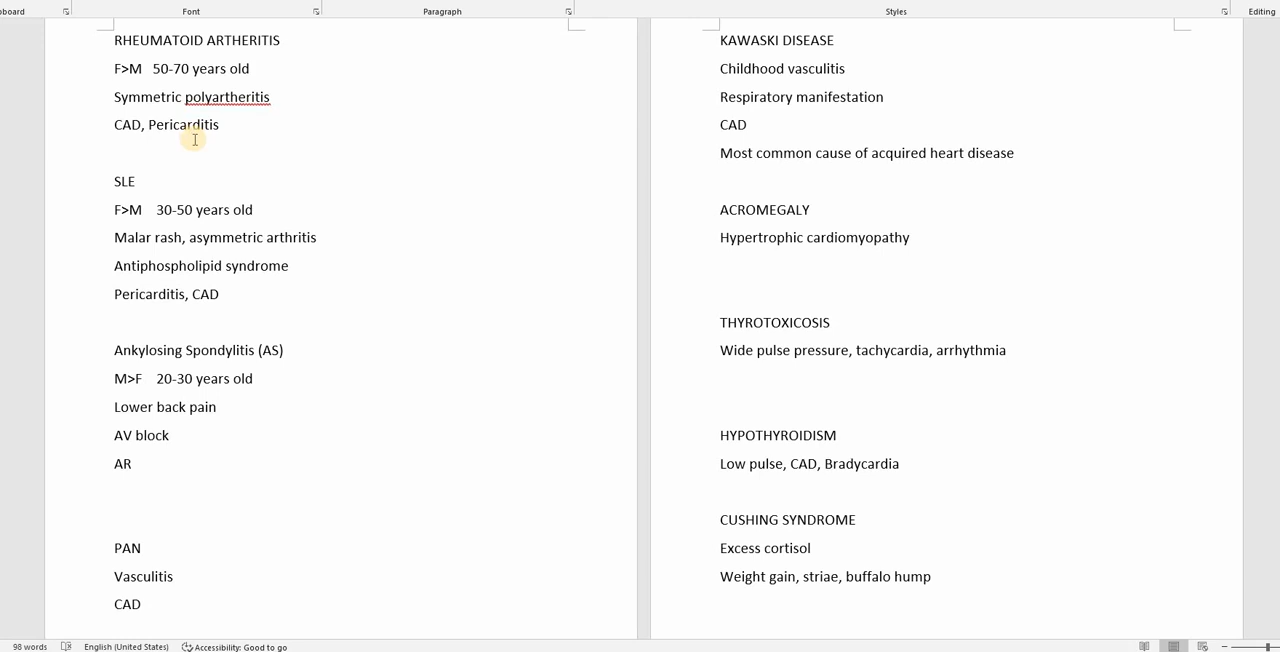 pboard
Font
Paragraph
Styles
Editing
RHEUMATOID ARTHERITIS
F>M 50-70 years old
Symmetric polyartheritis
CAD, Pericarditis
SLE
F>M 30-50 years old
Malar rash, asymmetric arthritis
Antiphospholipid syndrome
Pericarditis, CAD
Ankylosing Spondylitis (AS)
M>F 20-30 years old
Lower back pain
AV block
AR
PAN
Vasculitis
CAD
KAWASKI DISEASE
Childhood vasculitis
Respiratory manifestation
CAD
Most common cause of acquired heart disease
ACROMEGALY
Hypertrophic cardiomyopathy
THYROTOXICOSIS
Wide pulse pressure, tachycardia, arrhythmia
HYPOTHYROIDISM
Low pulse, CAD, Bradycardia
CUSHING SYNDROME
Excess cortisol
Weight gain, striae, buffalo hump
98 words
English (United States)
Accessibility: Good to go